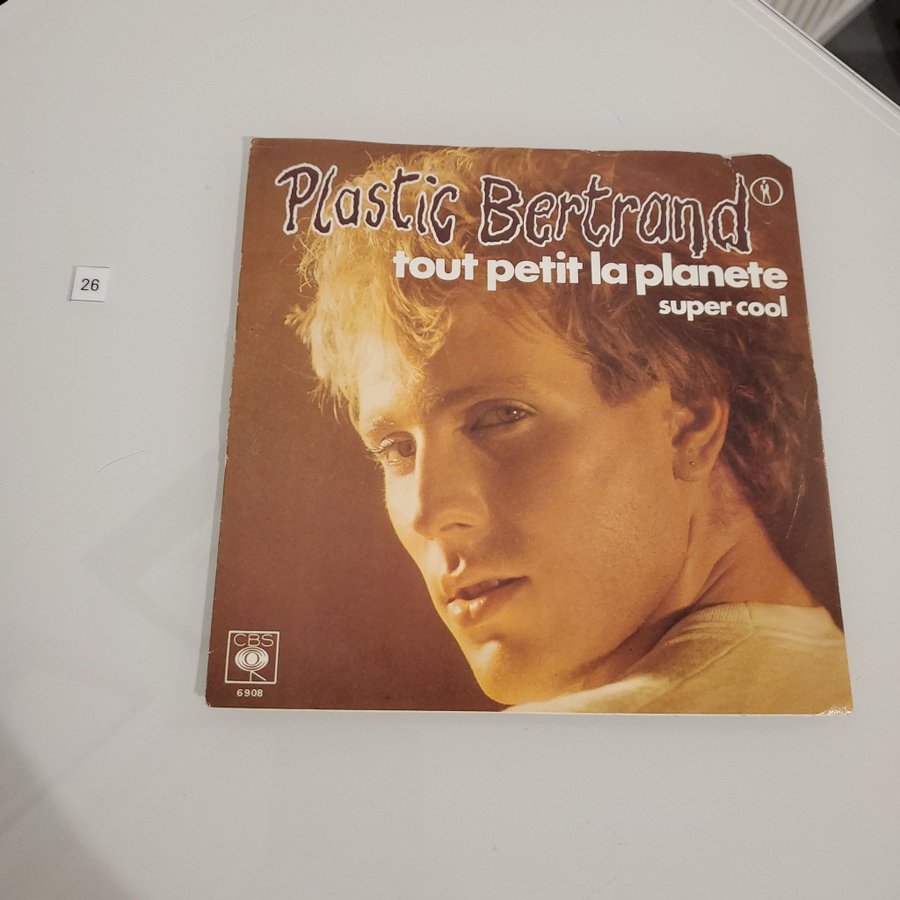 Plastic Bertrand
tout petit la planete
super cool
26
CBS
6908